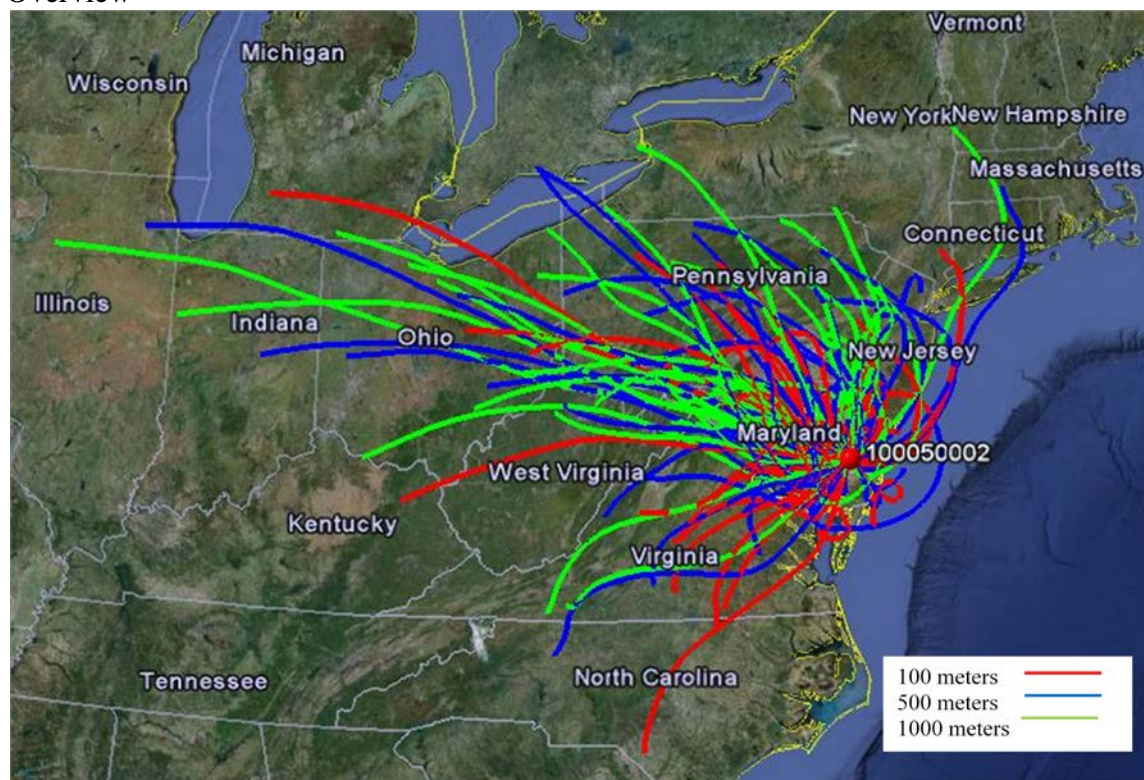 Overview
Vermont
Michigan
Wisconsin
New York
New Hampshire
Massachusetts
Connecticut
Pennsylvania
Illinois
Indiana
Ohio
New Jersey
Maryland
100050002
West Virginia
Kentucky
Virginia
North Carolina
Tennessee
100 meters
500 meters
1000 meters